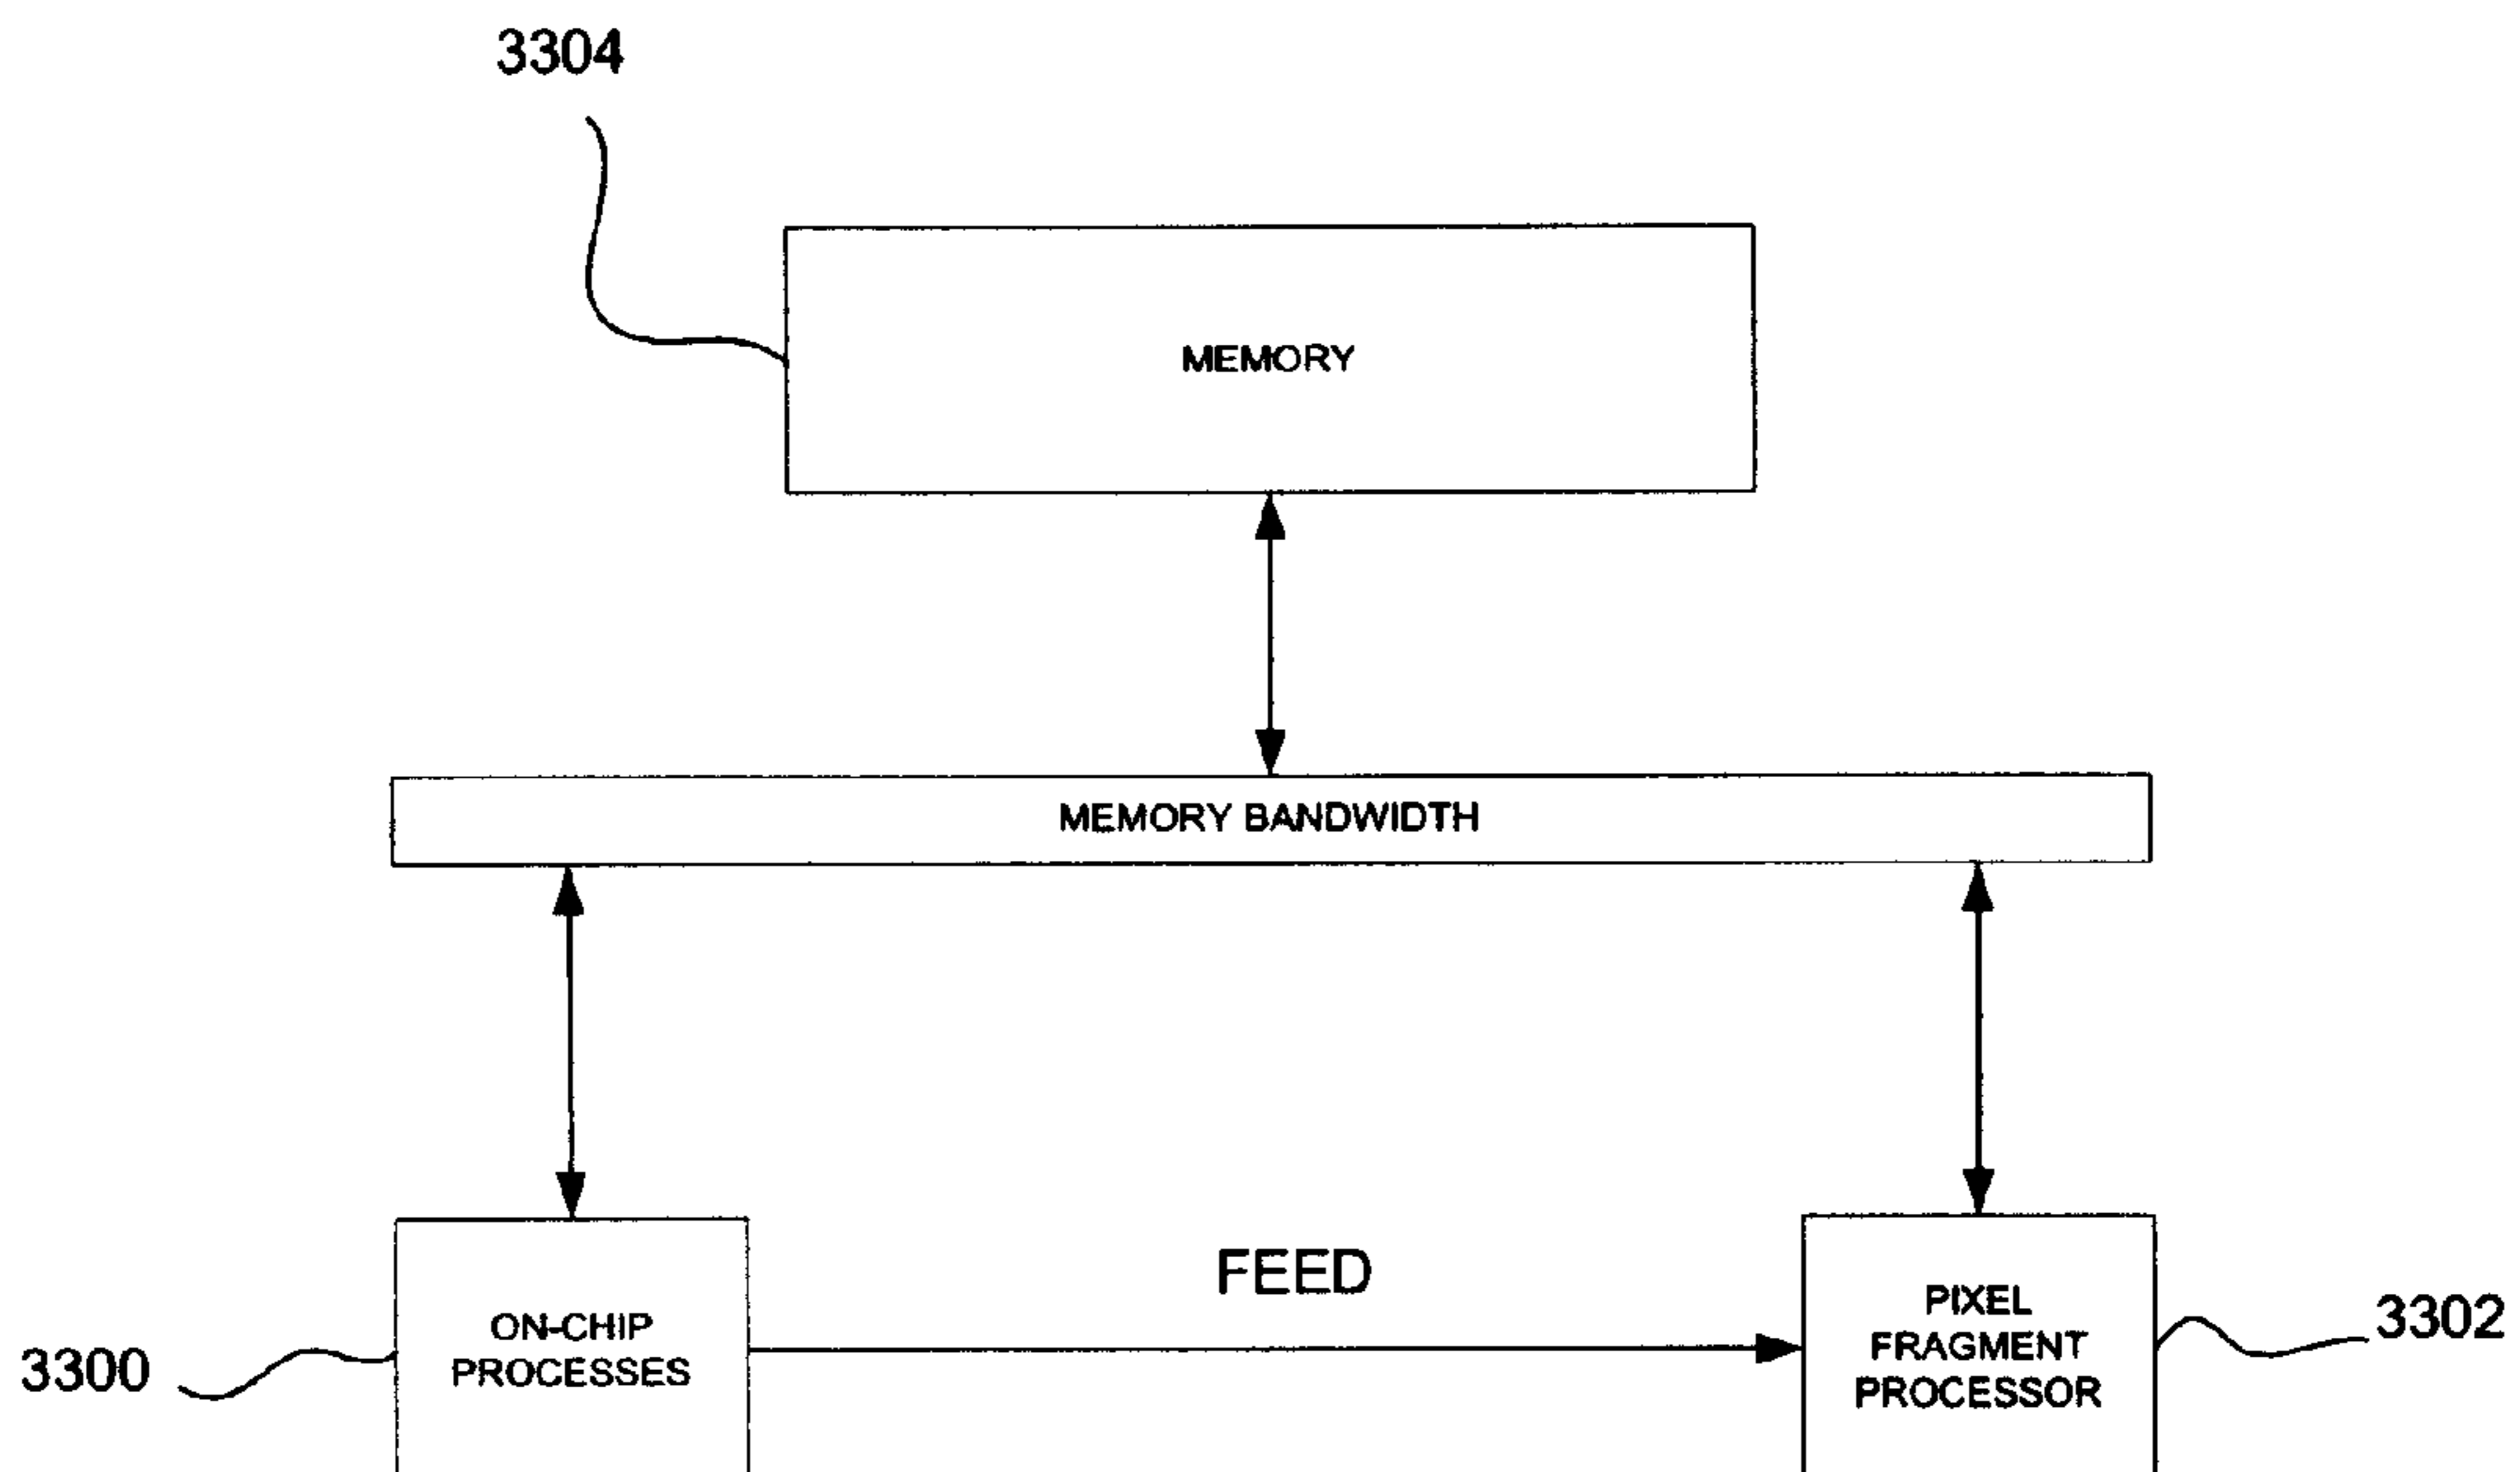 3304
MEMORY
MEMORY BANDWIDTH
FEED
ON-CHIP
PROCESSES
PIXEL
FRAGMENT
PROCESSOR
3300
3302